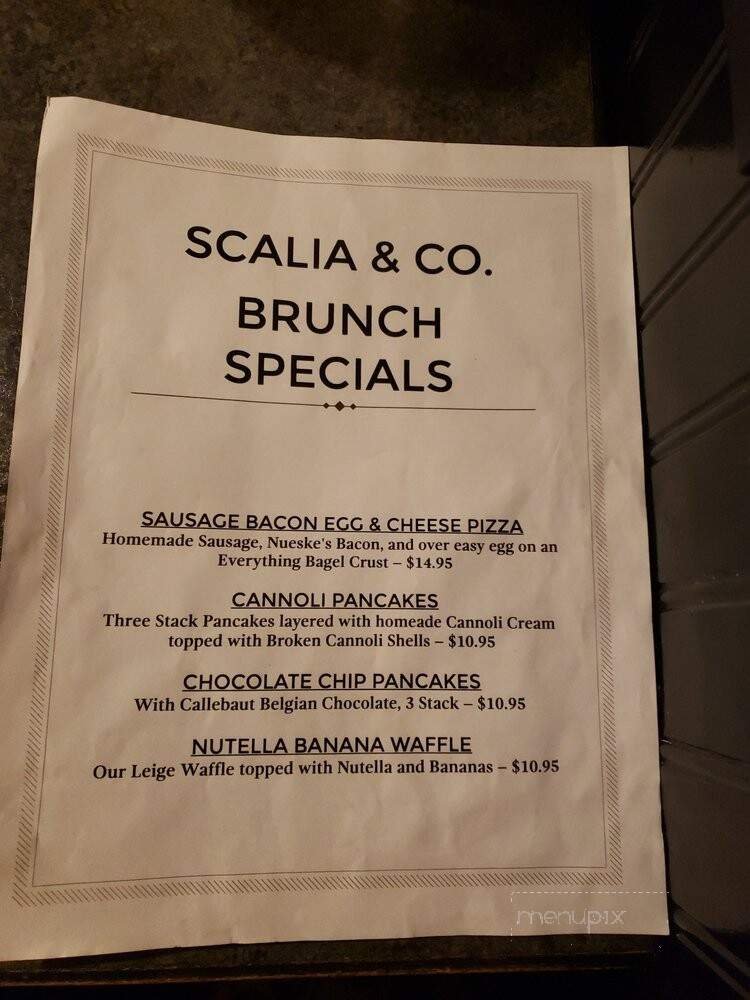 SCALIA & CO.
BRUNCH
SPECIALS
SAUSAGE BACON EGG & CHEESE PIZZA
Homemade Sausage, Nueske's Bacon, and over easy egg on an
Everything Bagel Crust – $14.95
CANNOLI PANCAKES
Three Stack Pancakes layered with homeade Cannoli Cream
topped with Broken Cannoli Shells – $10.95
CHOCOLATE CHIP PANCAKES
With Callebaut Belgian Chocolate, 3 Stack – $10.95
NUTELLA BANANA WAFFLE
Our Leige Waffle topped with Nutella and Bananas – $10.95
menupix